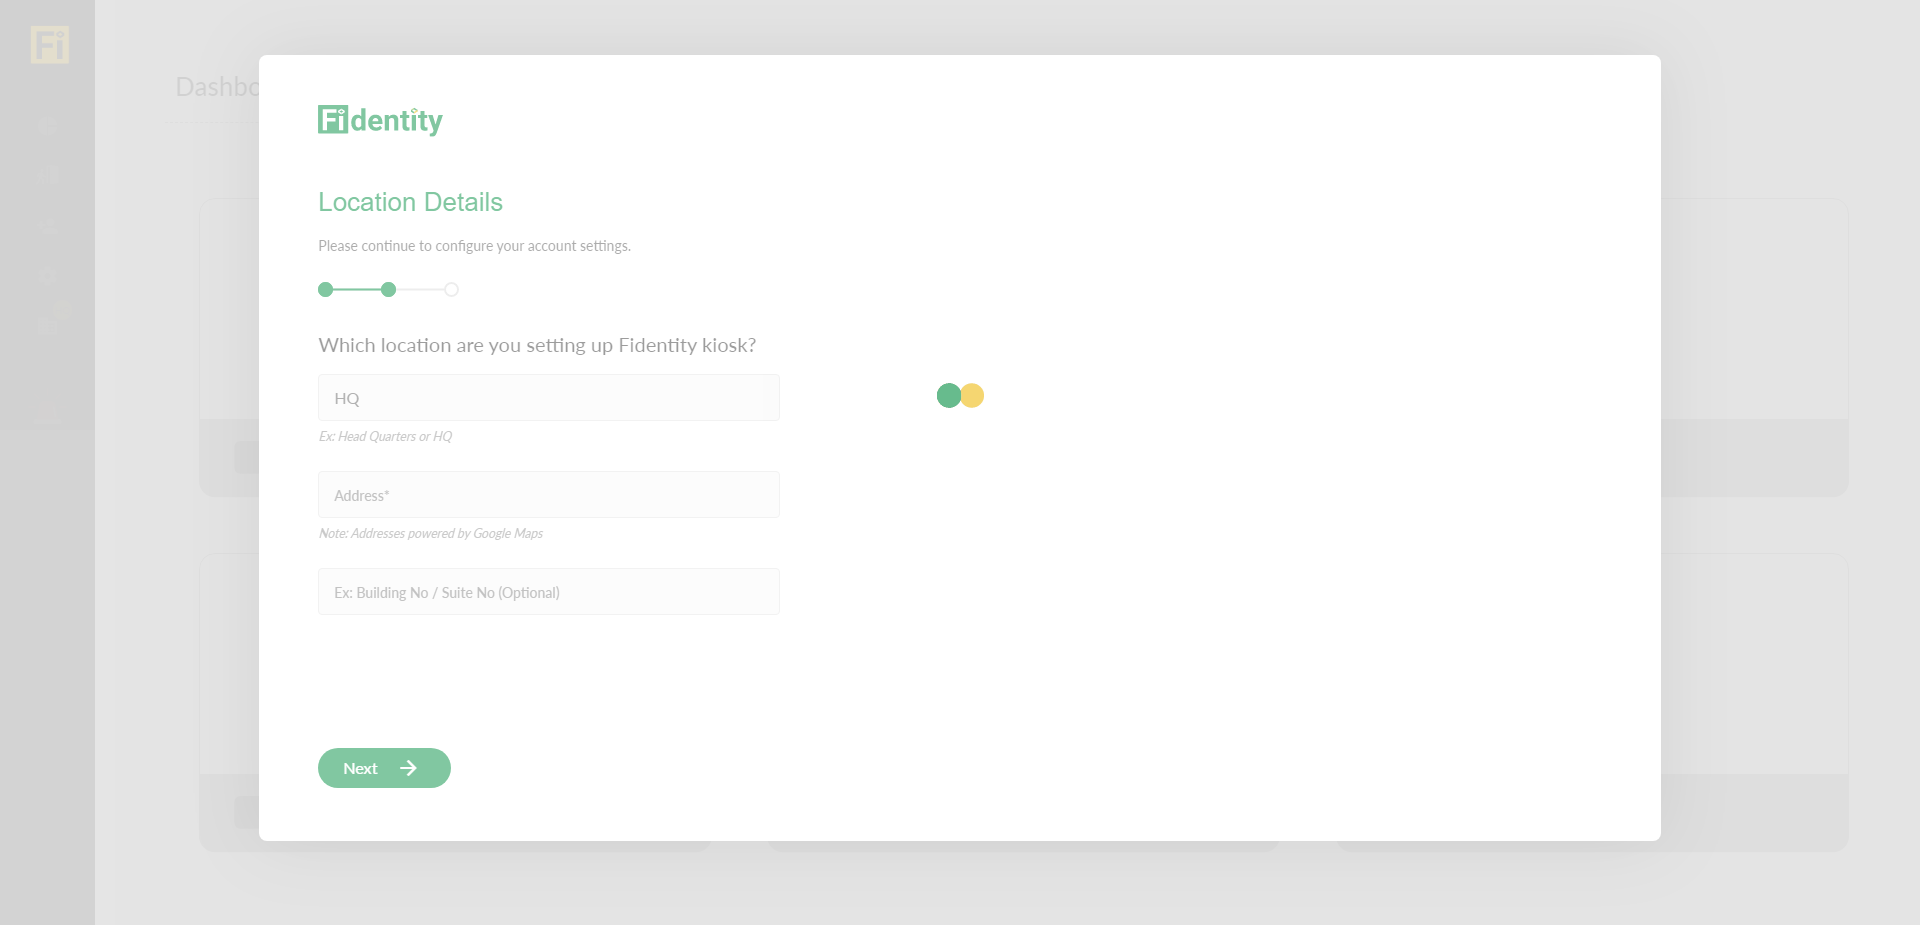 Fi
Dashbo
Fidentity
Location Details
Please continue to configure your account settings.
Which location are you setting up Fidentity kiosk?
HQ
Ex: Head Quarters or HQ
Address*
Note: Addresses powered by Google Maps
Ex: Building No / Suite No (Optional)
Next